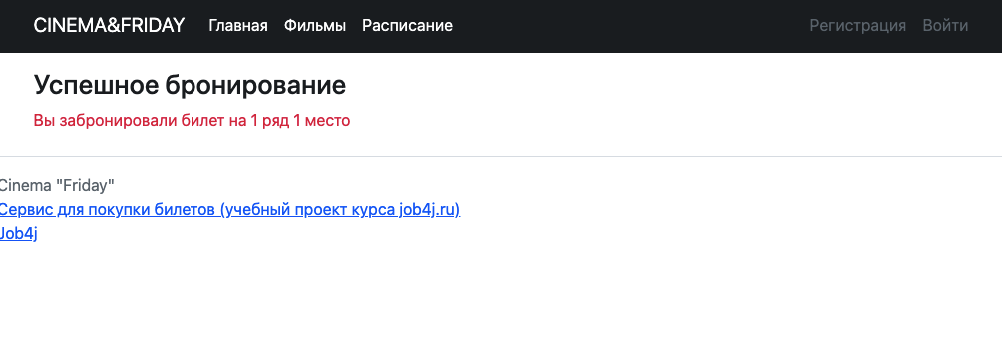 CINEMA&FRIDAY Главная Фильмы Расписание Регистрация Войти
Успешное бронирование
Вы забронировали билет на 1 ряд 1 место
Cinema "Friday"
Сервис для покупки билетов (учебный проект курса job4j.ru)
Job4j